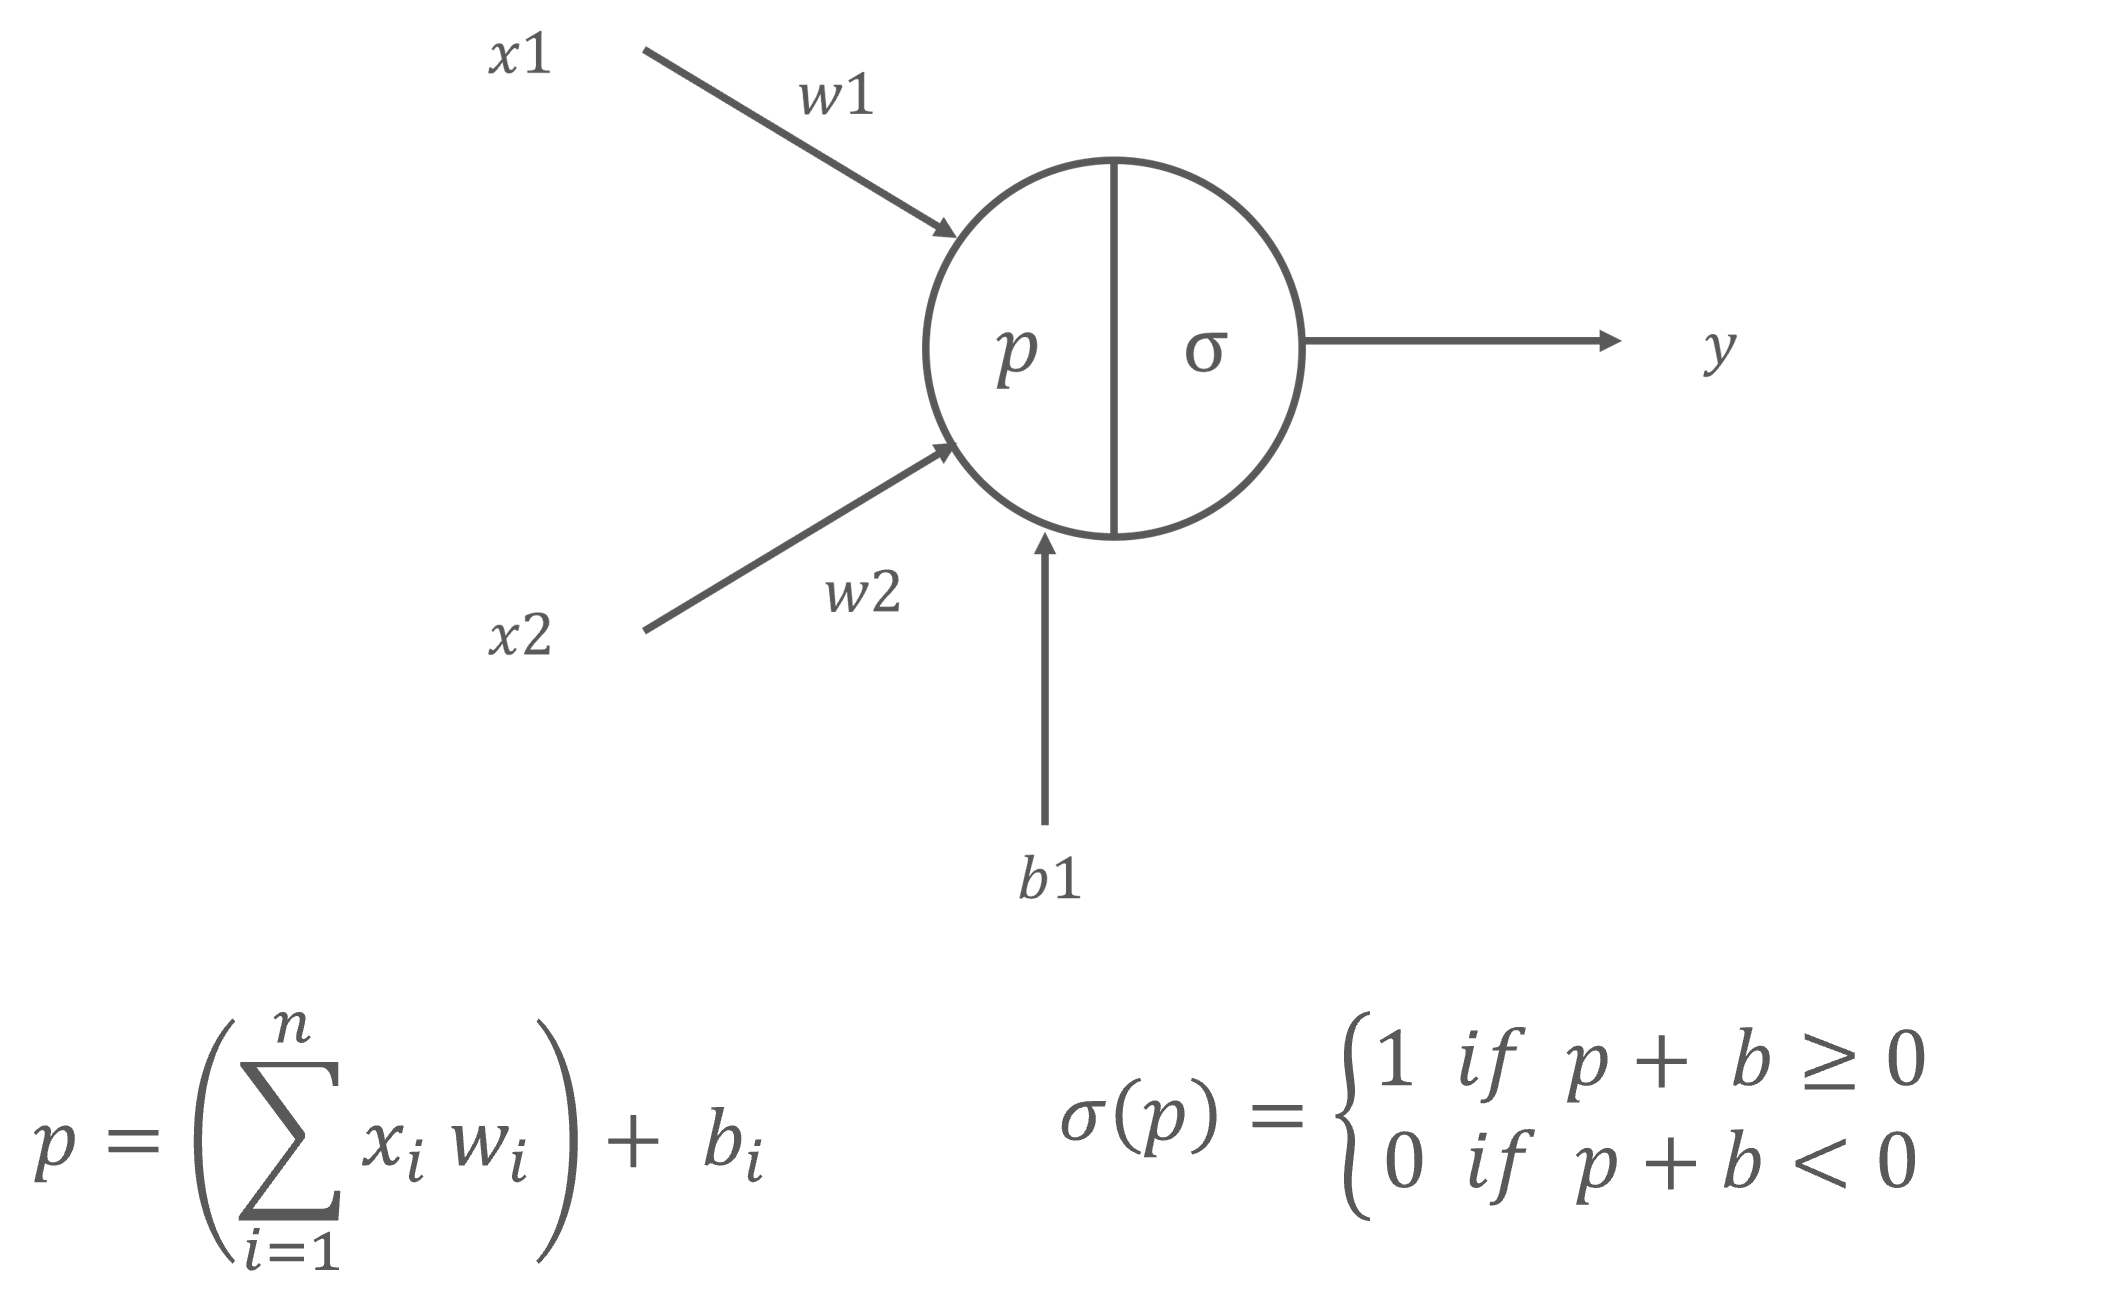 x1
w1
p
σ
y
w2
x2
b1
p = (∑_{i=1}^{n} x_i w_i) + b_i
σ(p) = { 1 if p + b ≥ 0
0 if p + b < 0